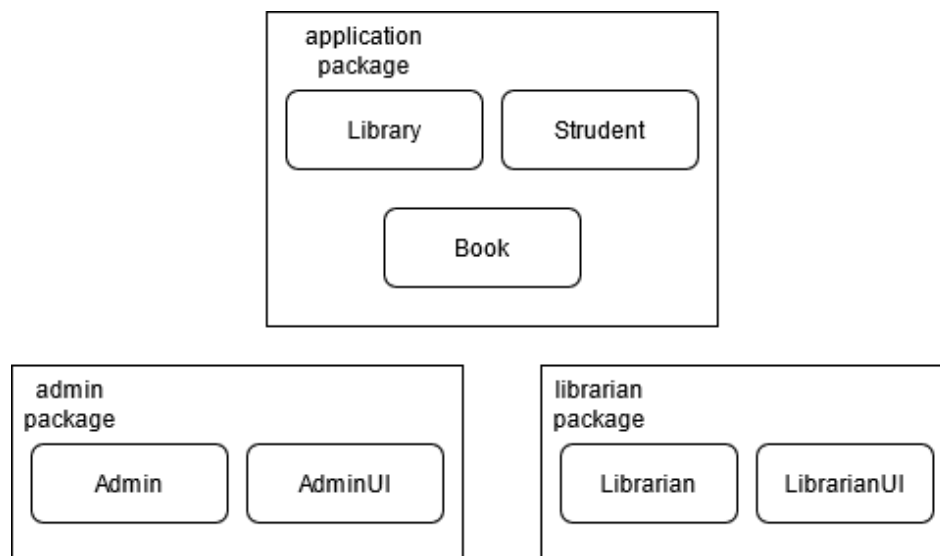 application
package
Library
Strudent
Book
admin
package
Admin
AdminUI
librarian
package
Librarian
LibrarianUI